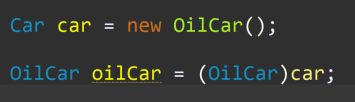 Car car = new OilCar();
OilCar oilCar = (OilCar)car;